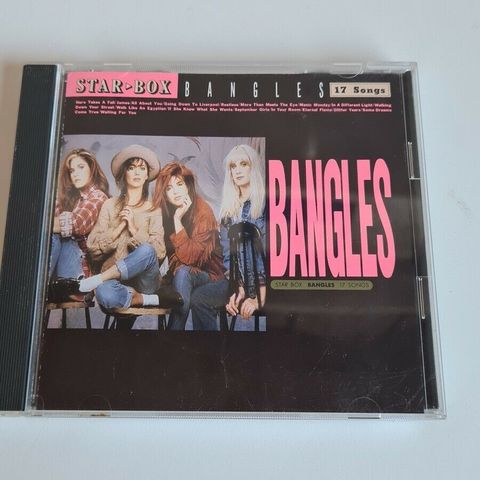 STAR-BOX BANGLES 17 Songs
Hero Takes A Fall/James/All About You/Going Down To Liverpool/Restless/More Than Meets The Eye/Manic Monday/In A Different Light/Walking
Down Your Street/Walk Like An Egyptian/If She Knew What She Wants/September Girls/In Your Room/Eternal Flame/Glitter Years/Some Dreams
Come True/Waiting For You
BANGLES
STAR BOX BANGLES 17 SONGS